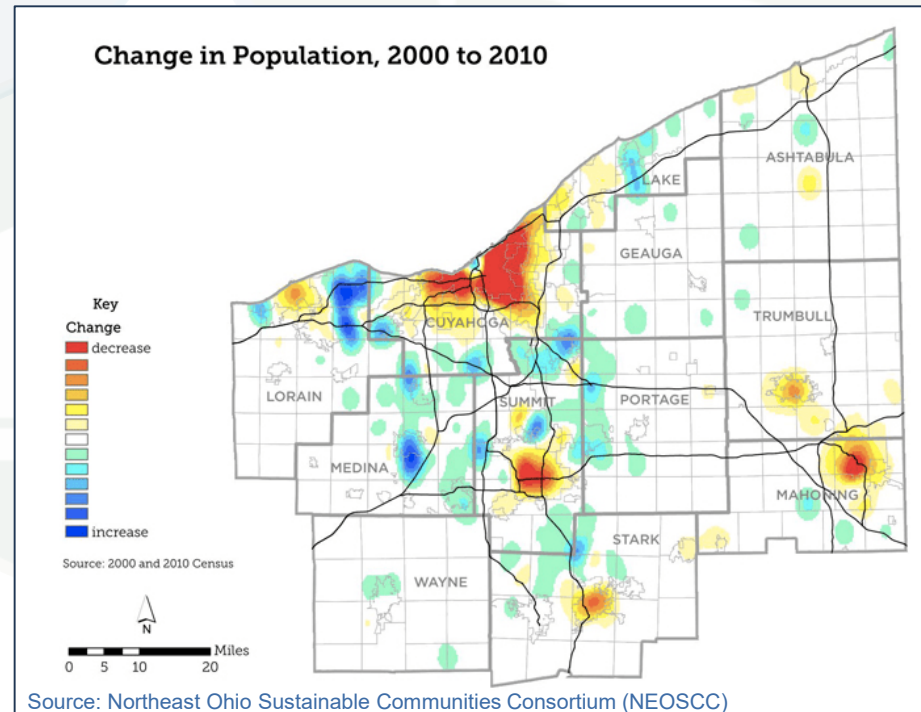 Change in Population, 2000 to 2010
ASHTABULA
LAKE
GEAUGA
TRUMBULL
CUYAHOGA
LORAIN
SUMMIT
PORTAGE
MEDINA
MAHONING
STARK
WAYNE
Key
Change
decrease
increase
Source: 2000 and 2010 Census
N
Miles
0 5 10 20
Source: Northeast Ohio Sustainable Communities Consortium (NEOSCC)